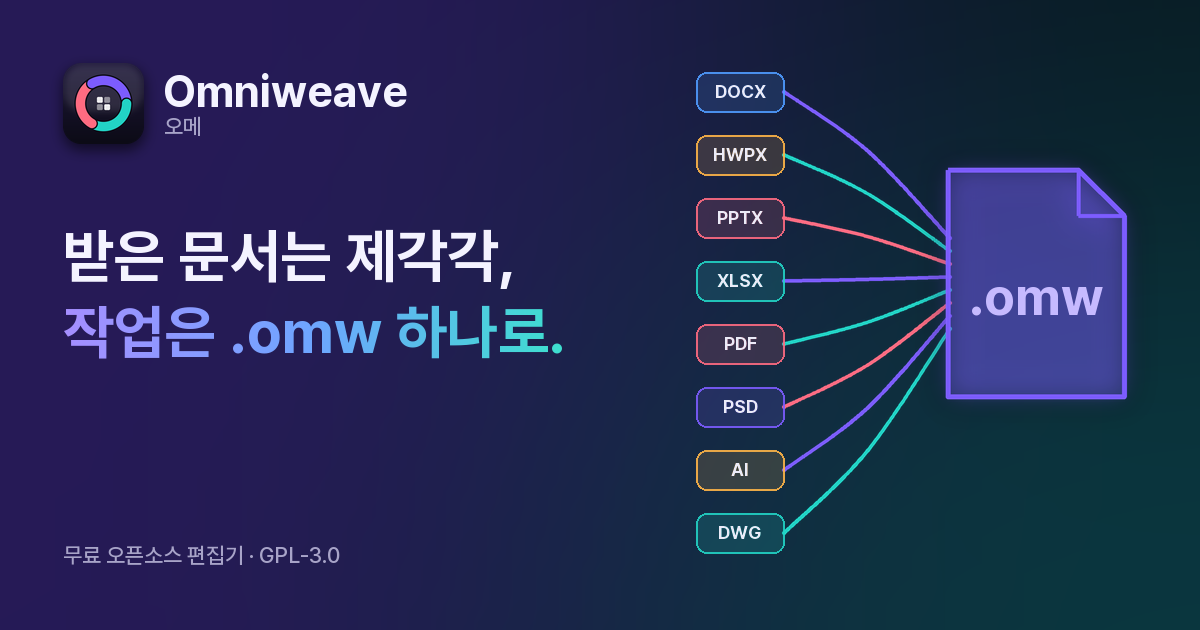 Omniweave
오메
받은 문서는 제각각,
작업은 .omw 하나로.
무료 오픈소스 편집기 · GPL-3.0
DOCX
HWPX
PPTX
XLSX
PDF
PSD
AI
DWG
.omw